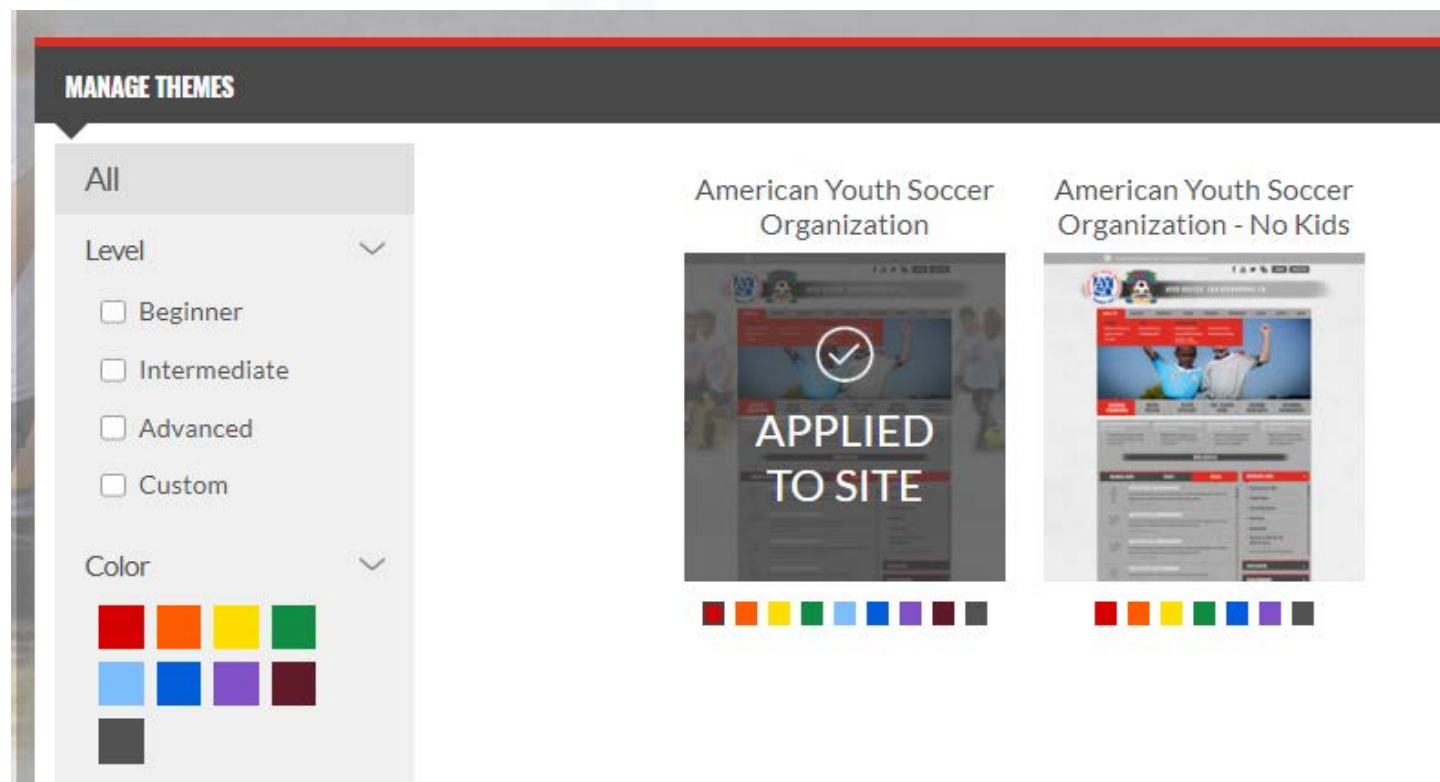 MANAGE THEMES
All
Level
Beginner
Intermediate
Advanced
Custom
Color
American Youth Soccer
Organization
APPLIED
TO SITE
American Youth Soccer
Organization - No Kids